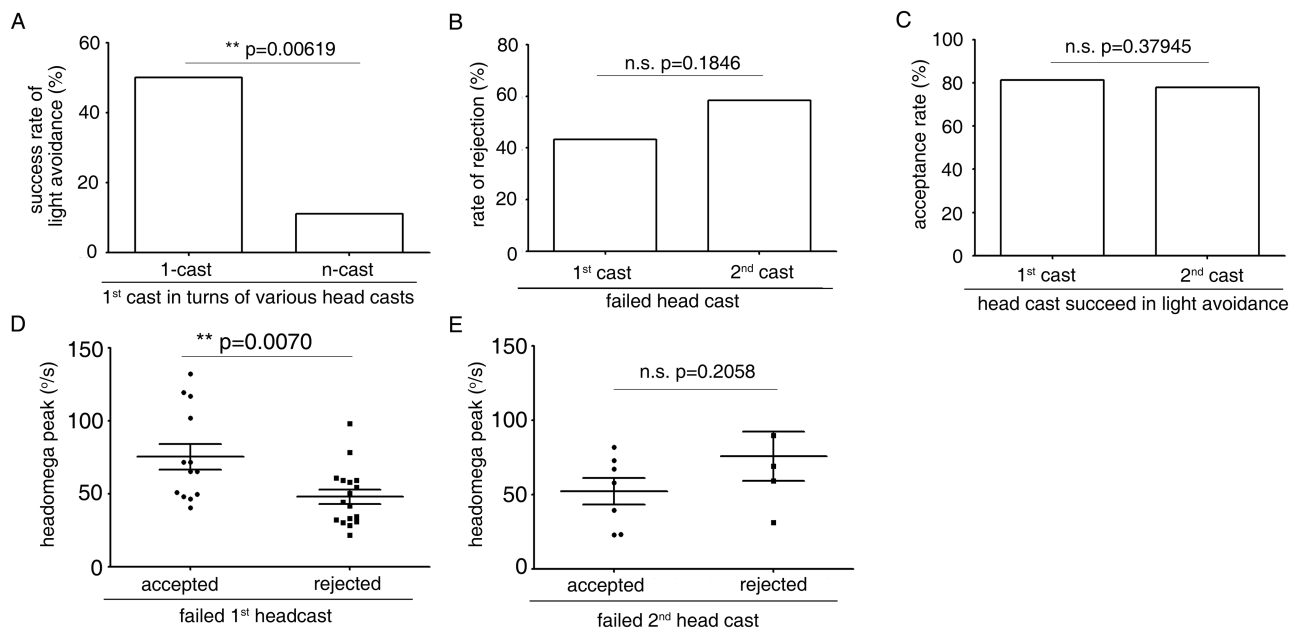 A
success rate of
light avoidance (%)
60
40
20
0
** p=0.00619
1-cast
n-cast
1st cast in turns of various head casts
B
rate of rejection (%)
80
60
40
20
0
n.s. p=0.1846
1st cast
2nd cast
failed head cast
C
acceptance rate (%)
100
80
60
40
20
0
n.s. p=0.37945
1st cast
2nd cast
head cast succeed in light avoidance
D
headomega peak (°/s)
150
100
50
0
** p=0.0070
accepted
rejected
failed 1st headcast
E
headomega peak (°/s)
150
100
50
0
n.s. p=0.2058
accepted
rejected
failed 2nd head cast